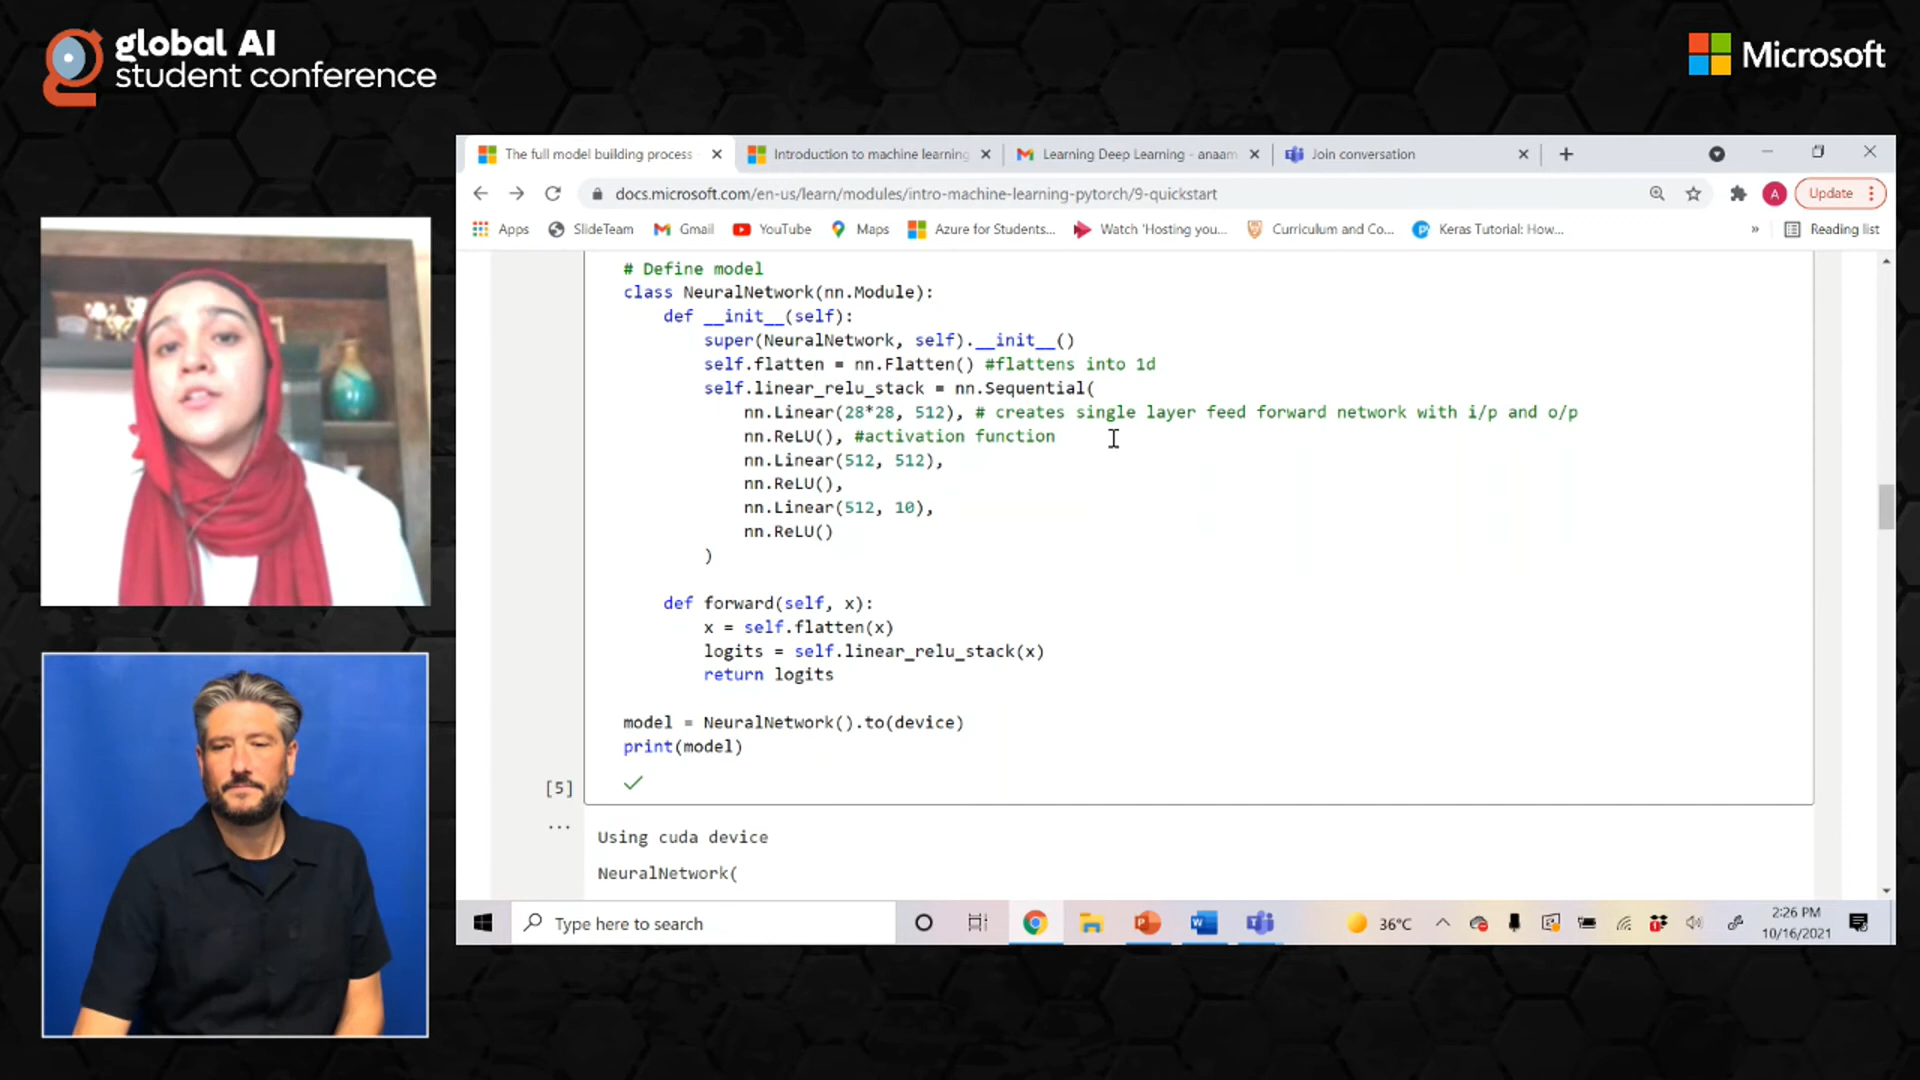 global AI
student conference
Microsoft
The full model building process
Introduction to machine learning
Learning Deep Learning - anaam
Join conversation
docs.microsoft.com/en-us/learn/modules/intro-machine-learning-pytorch/9-quickstart
A
Update
Apps
SlideTeam
Gmail
YouTube
Maps
Azure for Students...
Watch 'Hosting you...
Curriculum and Co...
Keras Tutorial: How...
»
Reading list
# Define model
class NeuralNetwork(nn.Module):
def __init__(self):
super(NeuralNetwork, self).__init__()
self.flatten = nn.Flatten() #flattens into 1d
self.linear_relu_stack = nn.Sequential(
nn.Linear(28*28, 512), # creates single layer feed forward network with i/p and o/p
nn.ReLU(), #activation function
nn.Linear(512, 512),
nn.ReLU(),
nn.Linear(512, 10),
nn.ReLU()
)
def forward(self, x):
x = self.flatten(x)
logits = self.linear_relu_stack(x)
return logits
model = NeuralNetwork().to(device)
print(model)
[5]
...
Using cuda device
NeuralNetwork(
Type here to search
36°C
2:26 PM
10/16/2021